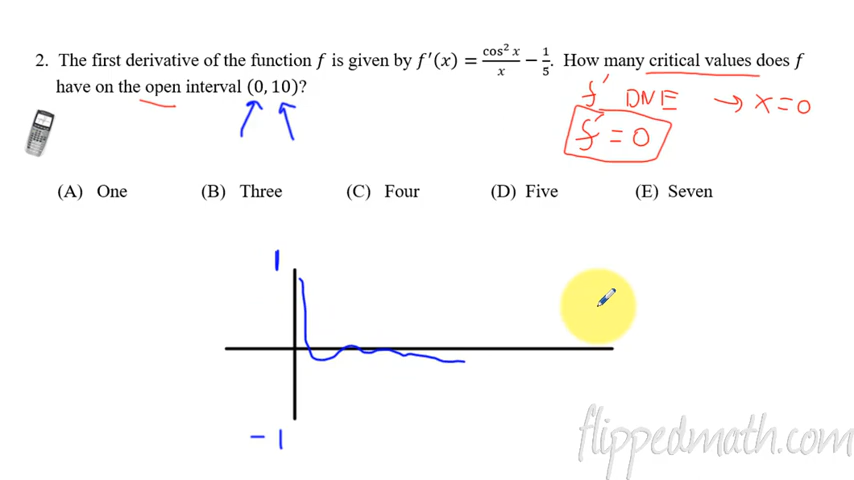 2. The first derivative of the function f is given by f′(x) = cos² x / x − 1/5. How many critical values does f
have on the open interval (0, 10)?
f′ DNE → x = 0
f′ = 0
(A) One (B) Three (C) Four (D) Five (E) Seven
1
−1
flippedmath.com